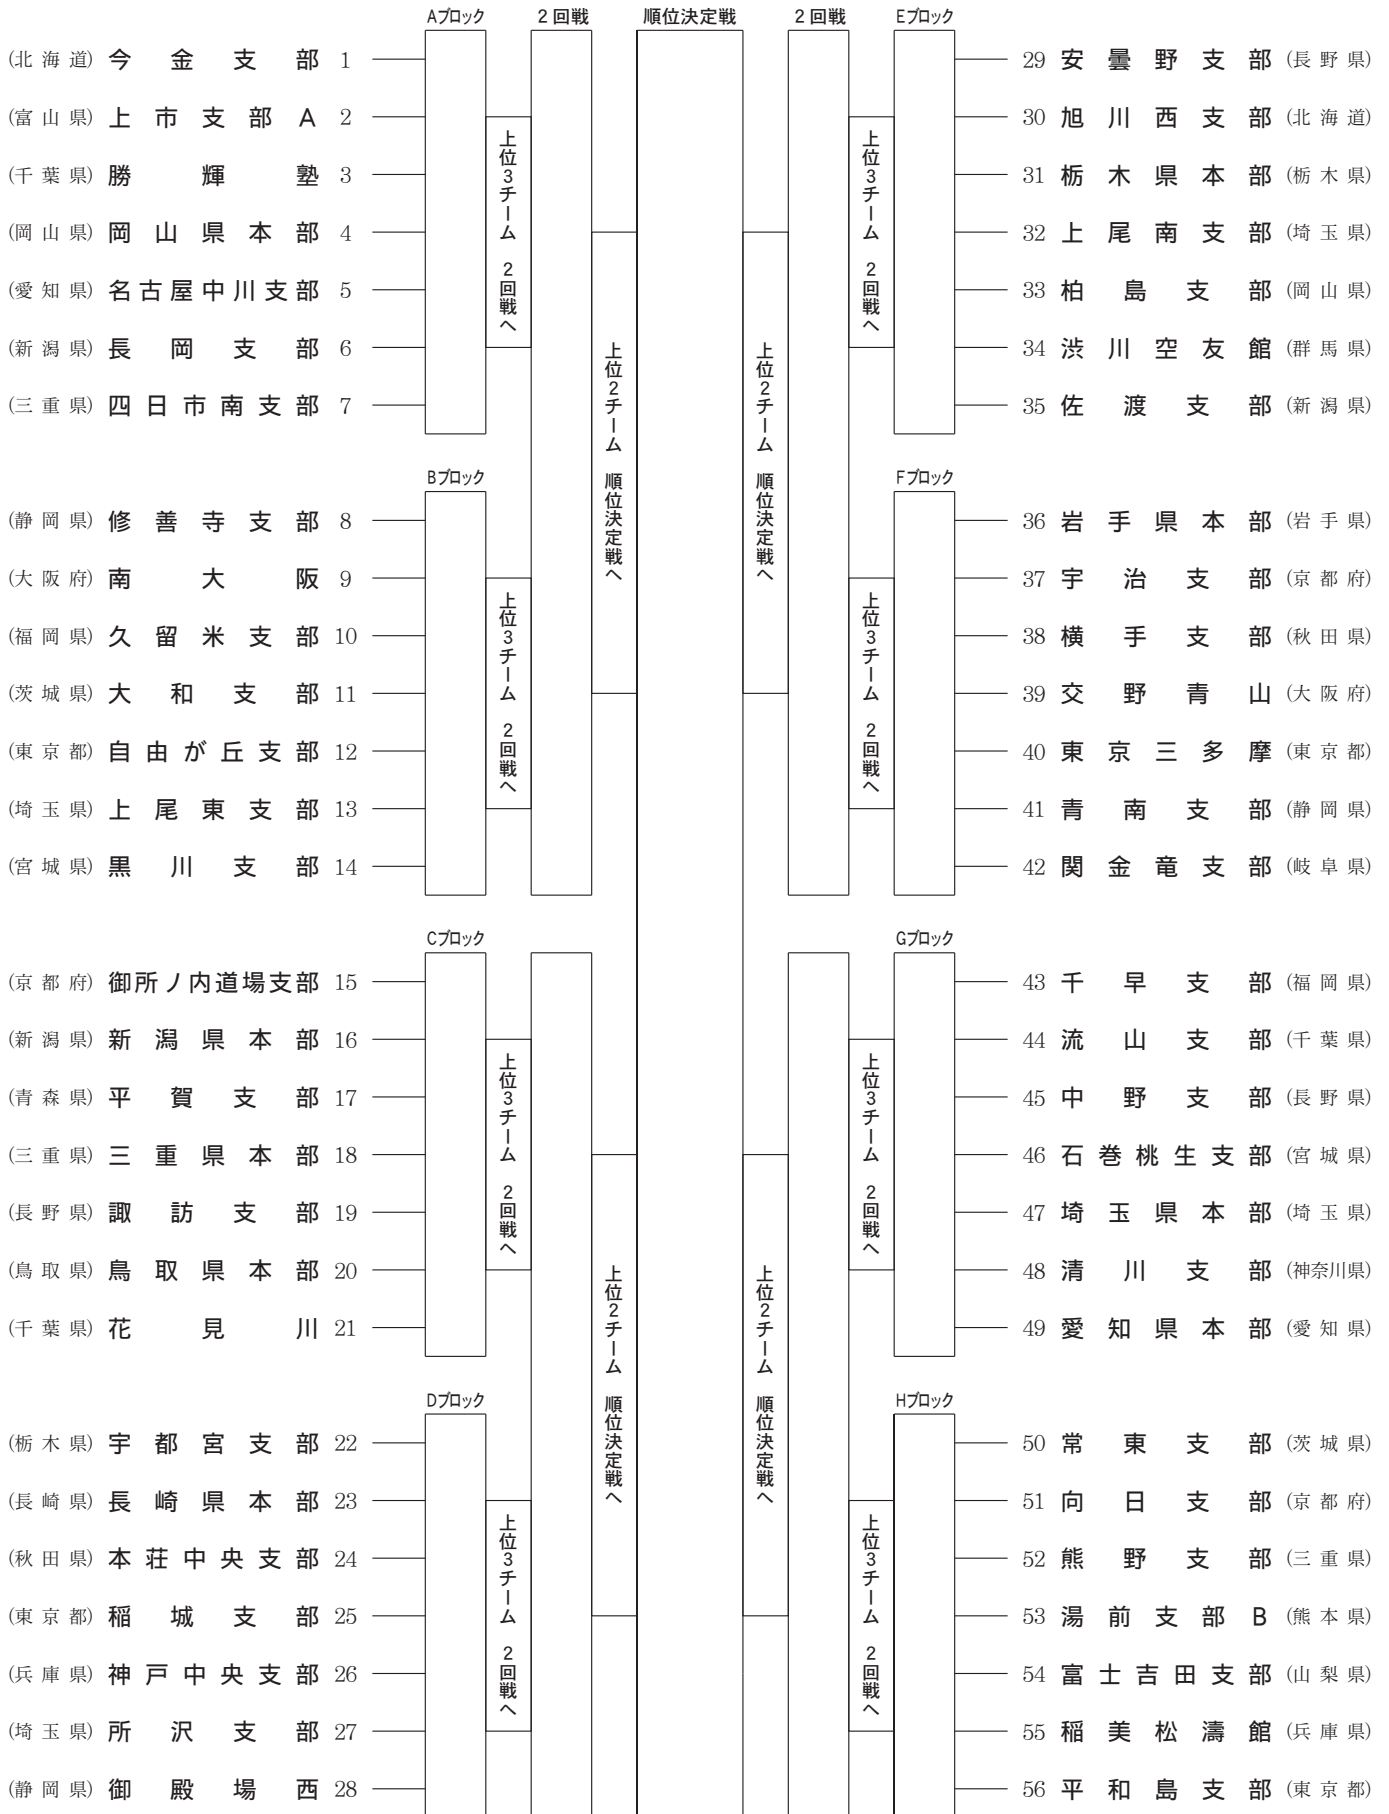 Aブロック 2回戦 順位決定戦 2回戦 Eブロック
(北海道) 今金支部 1
(富山県) 上市支部A 2
(千葉県) 勝輝塾 3
(岡山県) 岡山県本部 4
(愛知県) 名古屋中川支部 5
(新潟県) 長岡支部 6
(三重県) 四日市南支部 7
上位3チーム 2回戦へ
Bブロック
(静岡県) 修善寺支部 8
(大阪府) 南大阪 9
(福岡県) 久留米支部 10
(茨城県) 大和支部 11
(東京都) 自由が丘支部 12
(埼玉県) 上尾東支部 13
(宮城県) 黒川支部 14
上位3チーム 2回戦へ
上位2チーム 順位決定戦へ
Cブロック
(京都府) 御所ノ内道場支部 15
(新潟県) 新潟県本部 16
(青森県) 平賀支部 17
(三重県) 三重県本部 18
(長野県) 諏訪支部 19
(鳥取県) 鳥取県本部 20
(千葉県) 花見川 21
上位3チーム 2回戦へ
Dブロック
(栃木県) 宇都宮支部 22
(長崎県) 長崎県本部 23
(秋田県) 本荘中央支部 24
(東京都) 稲城支部 25
(兵庫県) 神戸中央支部 26
(埼玉県) 所沢支部 27
(静岡県) 御殿場西 28
上位3チーム 2回戦へ
上位2チーム 順位決定戦へ
29 安曇野支部 (長野県)
30 旭川西支部 (北海道)
31 栃木県本部 (栃木県)
32 上尾南支部 (埼玉県)
33 柏島支部 (岡山県)
34 渋川空友館 (群馬県)
35 佐渡支部 (新潟県)
上位3チーム 2回戦へ
Fブロック
36 岩手県本部 (岩手県)
37 宇治支部 (京都府)
38 横手支部 (秋田県)
39 交野青山 (大阪府)
40 東京三多摩 (東京都)
41 青南支部 (静岡県)
42 関金竜支部 (岐阜県)
上位3チーム 2回戦へ
上位2チーム 順位決定戦へ
Gブロック
43 千早支部 (福岡県)
44 流山支部 (千葉県)
45 中野支部 (長野県)
46 石巻桃生支部 (宮城県)
47 埼玉県本部 (埼玉県)
48 清川支部 (神奈川県)
49 愛知県本部 (愛知県)
上位3チーム 2回戦へ
Hブロック
50 常東支部 (茨城県)
51 向日支部 (京都府)
52 熊野支部 (三重県)
53 湯前支部B (熊本県)
54 富士吉田支部 (山梨県)
55 稲美松濤館 (兵庫県)
56 平和島支部 (東京都)
上位3チーム 2回戦へ
上位2チーム 順位決定戦へ